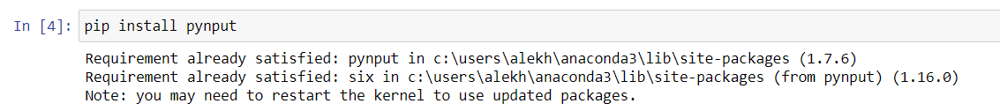 In [4]: pip install pynput
Requirement already satisfied: pynput in c:\users\alekh\anaconda3\lib\site-packages (1.7.6)
Requirement already satisfied: six in c:\users\alekh\anaconda3\lib\site-packages (from pynput) (1.16.0)
Note: you may need to restart the kernel to use updated packages.